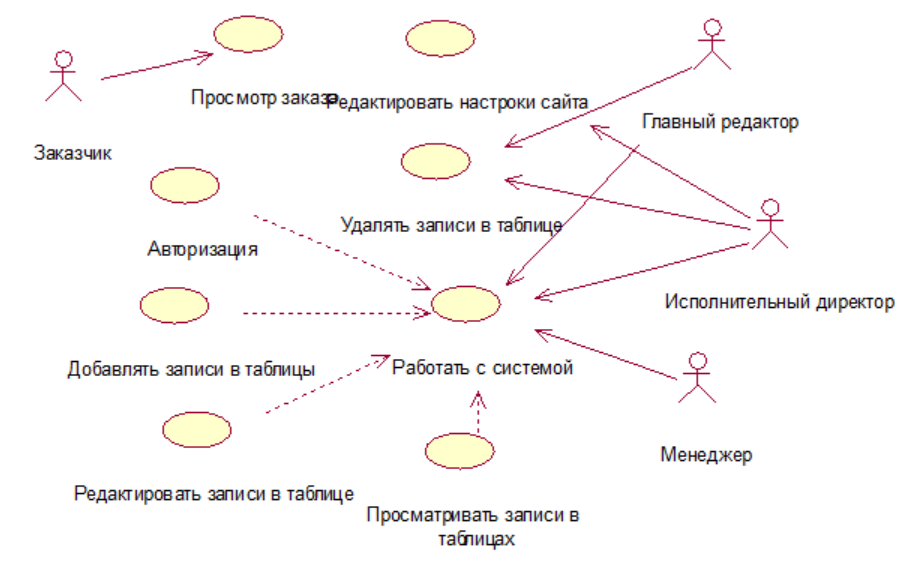 Просмотр заказа
Редактировать настроки сайта
Главный редактор
Заказчик
Удалять записи в таблице
Авторизация
Исполнительный директор
Добавлять записи в таблицы
Работать с системой
Менеджер
Редактировать записи в таблице
Просматривать записи в
таблицах